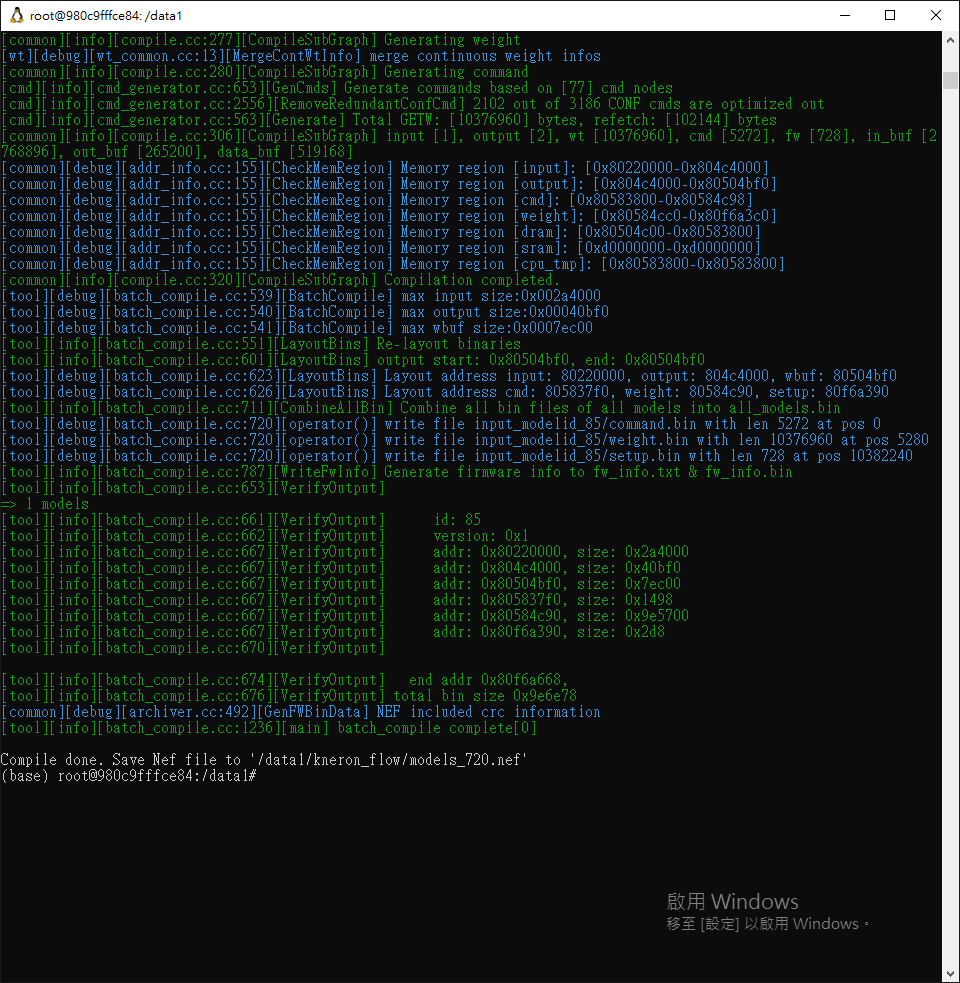 root@980c9fffce84: /data1
[common][info][compile.cc:277][CompileSubGraph] Generating weight
[wt][debug][wt_common.cc:13][MergeContWtInfo] merge continuous weight infos
[common][info][compile.cc:280][CompileSubGraph] Generating command
[cmd][info][cmd_generator.cc:653][GenCmds] Generate commands based on [77] cmd nodes
[cmd][info][cmd_generator.cc:2556][RemoveRedundantConfCmd] 2102 out of 3186 CONF cmds are optimized out
[cmd][info][cmd_generator.cc:563][Generate] Total GETW: [10376960] bytes, refetch: [102144] bytes
[common][info][compile.cc:306][CompileSubGraph] input [1], output [2], wt [10376960], cmd [5272], fw [728], in_buf [2
768896], out_buf [265200], data_buf [519168]
[common][debug][addr_info.cc:155][CheckMemRegion] Memory region [input]: [0x80220000-0x804c4000]
[common][debug][addr_info.cc:155][CheckMemRegion] Memory region [output]: [0x804c4000-0x80504bf0]
[common][debug][addr_info.cc:155][CheckMemRegion] Memory region [cmd]: [0x80583800-0x80584c98]
[common][debug][addr_info.cc:155][CheckMemRegion] Memory region [weight]: [0x80584cc0-0x80f6a3c0]
[common][debug][addr_info.cc:155][CheckMemRegion] Memory region [dram]: [0x80504c00-0x80583800]
[common][debug][addr_info.cc:155][CheckMemRegion] Memory region [sram]: [0xd0000000-0xd0000000]
[common][debug][addr_info.cc:155][CheckMemRegion] Memory region [cpu_tmp]: [0x80583800-0x80583800]
[common][info][compile.cc:320][CompileSubGraph] Compilation completed.
[tool][debug][batch_compile.cc:539][BatchCompile] max input size:0x002a4000
[tool][debug][batch_compile.cc:540][BatchCompile] max output size:0x00040bf0
[tool][debug][batch_compile.cc:541][BatchCompile] max wbuf size:0x0007ec00
[tool][info][batch_compile.cc:551][LayoutBins] Re-layout binaries
[tool][info][batch_compile.cc:601][LayoutBins] output start: 0x80504bf0, end: 0x80504bf0
[tool][debug][batch_compile.cc:623][LayoutBins] Layout address input: 80220000, output: 804c4000, wbuf: 80504bf0
[tool][debug][batch_compile.cc:626][LayoutBins] Layout address cmd: 805837f0, weight: 80584c90, setup: 80f6a390
[tool][info][batch_compile.cc:711][CombineAllBin] Combine all bin files of all models into all_models.bin
[tool][debug][batch_compile.cc:720][operator()] write file input_modelid_85/command.bin with len 5272 at pos 0
[tool][debug][batch_compile.cc:720][operator()] write file input_modelid_85/weight.bin with len 10376960 at pos 5280
[tool][debug][batch_compile.cc:720][operator()] write file input_modelid_85/setup.bin with len 728 at pos 10382240
[tool][info][batch_compile.cc:787][WriteFwInfo] Generate firmware info to fw_info.txt & fw_info.bin
[tool][info][batch_compile.cc:653][VerifyOutput]
=> 1 models
[tool][info][batch_compile.cc:661][VerifyOutput]      id: 85
[tool][info][batch_compile.cc:662][VerifyOutput]      version: 0x1
[tool][info][batch_compile.cc:667][VerifyOutput]      addr: 0x80220000, size: 0x2a4000
[tool][info][batch_compile.cc:667][VerifyOutput]      addr: 0x804c4000, size: 0x40bf0
[tool][info][batch_compile.cc:667][VerifyOutput]      addr: 0x80504bf0, size: 0x7ec00
[tool][info][batch_compile.cc:667][VerifyOutput]      addr: 0x805837f0, size: 0x1498
[tool][info][batch_compile.cc:667][VerifyOutput]      addr: 0x80584c90, size: 0x9e5700
[tool][info][batch_compile.cc:667][VerifyOutput]      addr: 0x80f6a390, size: 0x2d8
[tool][info][batch_compile.cc:670][VerifyOutput]
[tool][info][batch_compile.cc:674][VerifyOutput]   end addr 0x80f6a668,
[tool][info][batch_compile.cc:676][VerifyOutput] total bin size 0x9e6e78
[common][debug][archiver.cc:492][GenFWBinData] NEF included crc information
[tool][info][batch_compile.cc:1236][main] batch_compile complete[0]
Compile done. Save Nef file to '/data1/kneron_flow/models_720.nef'
(base) root@980c9fffce84:/data1#
啟用 Windows
移至 [設定] 以啟用 Windows。